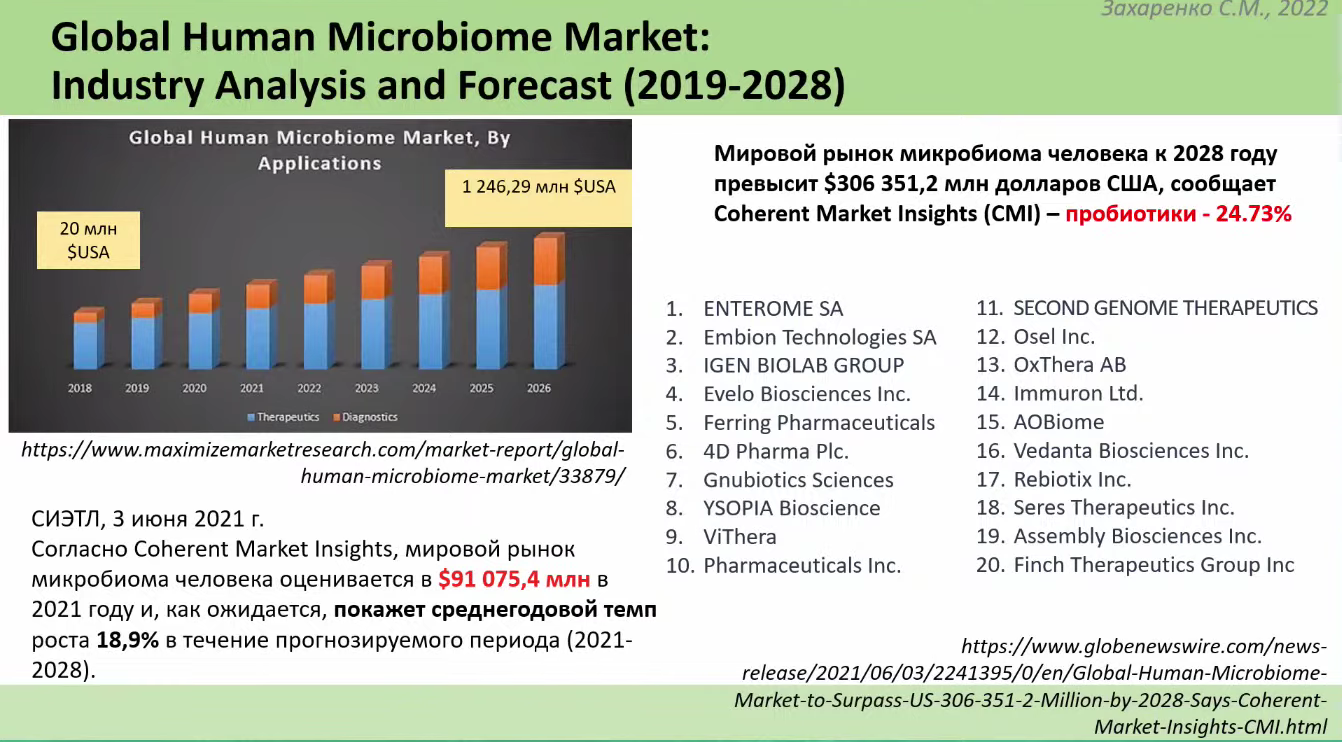 Захаренко С.М., 2022
Global Human Microbiome Market:
Industry Analysis and Forecast (2019-2028)
Global Human Microbiome Market, By
Applications
20 млн
$USA
1 246,29 млн $USA
2018 2019 2020 2021 2022 2023 2024 2025 2026
Therapeutics Diagnostics
https://www.maximizemarketresearch.com/market-report/global-
human-microbiome-market/33879/
СИЭТЛ, 3 июня 2021 г.
Согласно Coherent Market Insights, мировой рынок
микробиома человека оценивается в $91 075,4 млн в
2021 году и, как ожидается, покажет среднегодовой темп
роста 18,9% в течение прогнозируемого периода (2021-
2028).
Мировой рынок микробиома человека к 2028 году
превысит $306 351,2 млн долларов США, сообщает
Coherent Market Insights (CMI) – пробиотики - 24.73%
1. ENTEROME SA
2. Embion Technologies SA
3. IGEN BIOLAB GROUP
4. Evelo Biosciences Inc.
5. Ferring Pharmaceuticals
6. 4D Pharma Plc.
7. Gnubiotics Sciences
8. YSOPIA Bioscience
9. ViThera
10. Pharmaceuticals Inc.
11. SECOND GENOME THERAPEUTICS
12. Osel Inc.
13. OxThera AB
14. Immuron Ltd.
15. AOBiome
16. Vedanta Biosciences Inc.
17. Rebiotix Inc.
18. Seres Therapeutics Inc.
19. Assembly Biosciences Inc.
20. Finch Therapeutics Group Inc
https://www.globenewswire.com/news-
release/2021/06/03/2241395/0/en/Global-Human-Microbiome-
Market-to-Surpass-US-306-351-2-Million-by-2028-Says-Coherent-
Market-Insights-CMI.html